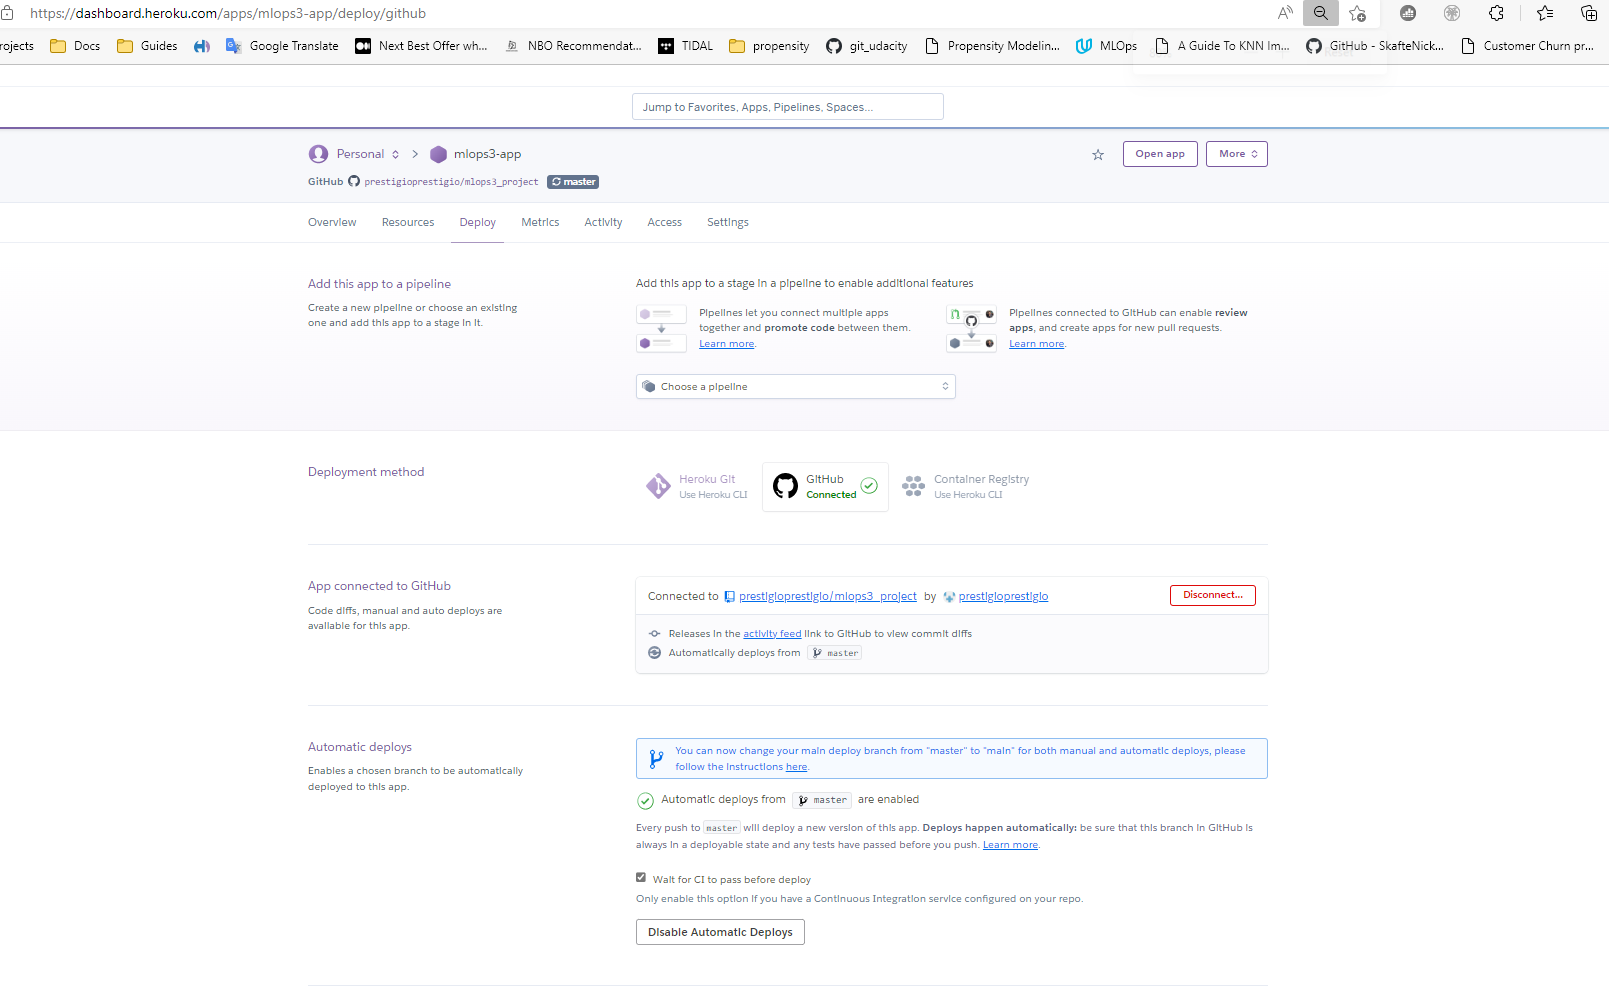 https://dashboard.heroku.com/apps/mlops3-app/deploy/github
rojects Docs Guides Google Translate Next Best Offer wh... NBO Recommendat... TIDAL propensity git_udacity Propensity Modelin... MLOps A Guide To KNN Im... GitHub - SkafteNick... Customer Churn pr...
Jump to Favorites, Apps, Pipelines, Spaces...
Personal mlops3-app Open app More
GitHub prestigioprestigio/mlops3_project master
Overview Resources Deploy Metrics Activity Access Settings
Add this app to a pipeline
Create a new pipeline or choose an existing
one and add this app to a stage in it.
Add this app to a stage in a pipeline to enable additional features
Pipelines let you connect multiple apps
together and promote code between them.
Learn more.
Pipelines connected to GitHub can enable review
apps, and create apps for new pull requests.
Learn more.
Choose a pipeline
Deployment method
Heroku Git
Use Heroku CLI
GitHub
Connected
Container Registry
Use Heroku CLI
App connected to GitHub
Code diffs, manual and auto deploys are
available for this app.
Connected to prestigioprestigio/mlops3_project by prestigioprestigio Disconnect...
Releases in the activity feed link to GitHub to view commit diffs
Automatically deploys from master
Automatic deploys
Enables a chosen branch to be automatically
deployed to this app.
You can now change your main deploy branch from "master" to "main" for both manual and automatic deploys, please
follow the instructions here.
Automatic deploys from master are enabled
Every push to master will deploy a new version of this app. Deploys happen automatically: be sure that this branch in GitHub is
always in a deployable state and any tests have passed before you push. Learn more.
Wait for CI to pass before deploy
Only enable this option if you have a Continuous Integration service configured on your repo.
Disable Automatic Deploys